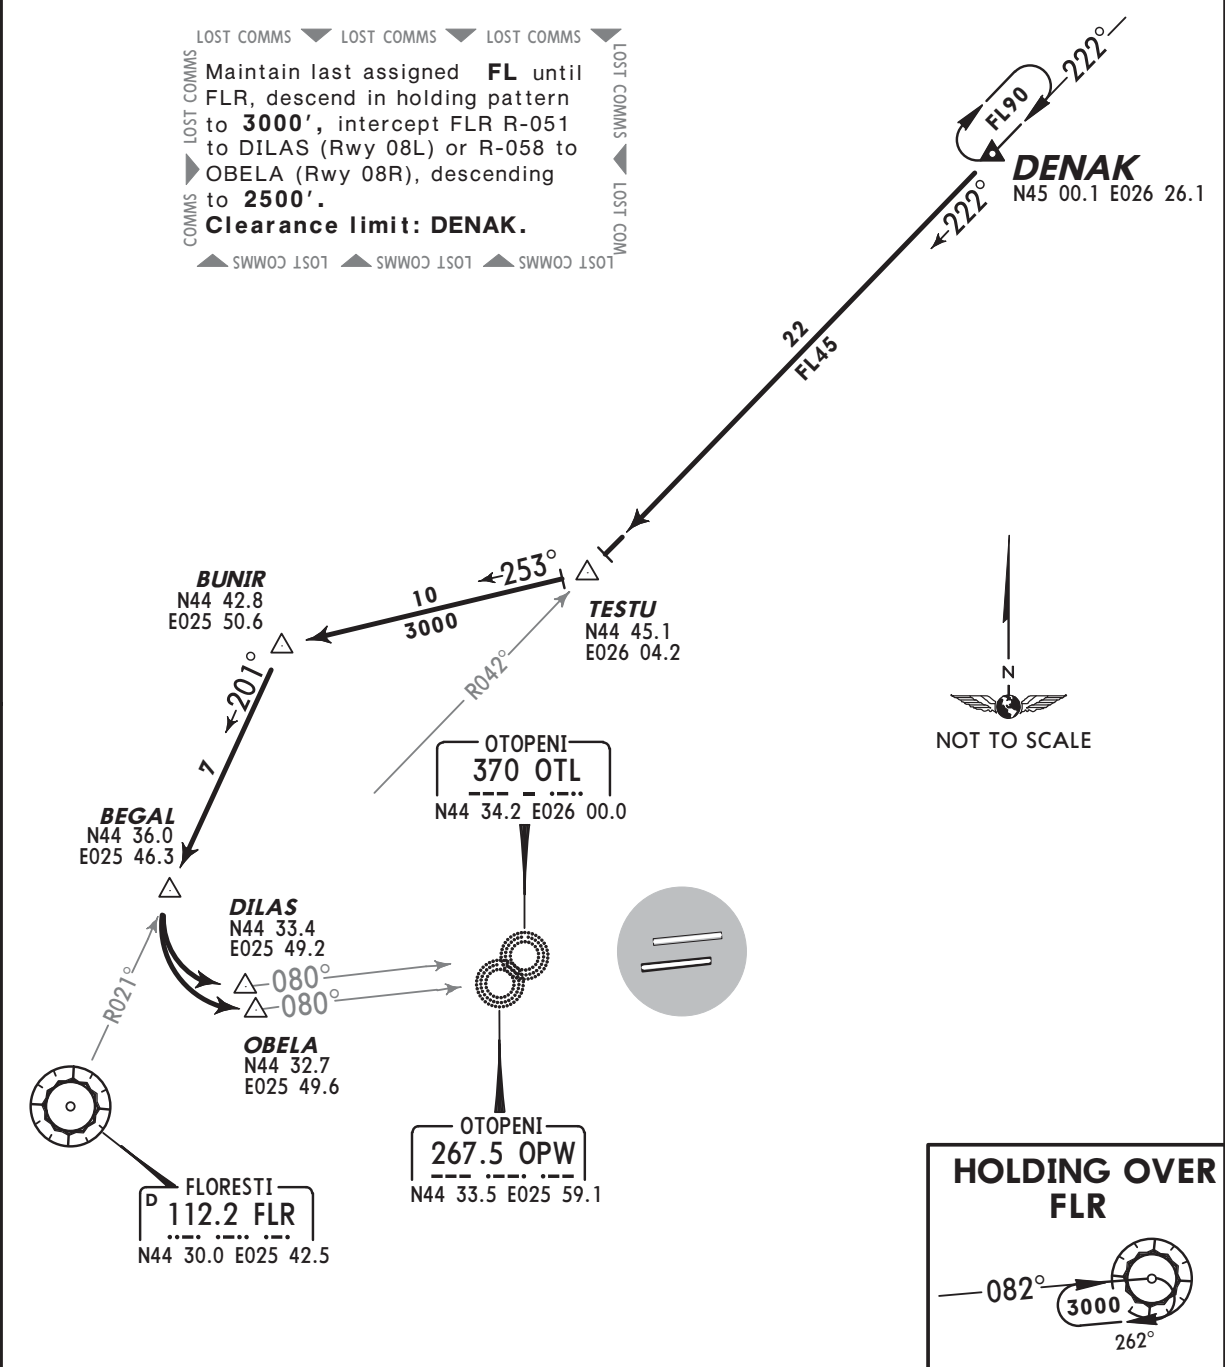 LOST COMMS LOST COMMS LOST COMMS
LOST COMMS
LOST COMMS
Maintain last assigned FL until
FLR, descend in holding pattern
to 3000', intercept FLR R-051
to DILAS (Rwy 08L) or R-058 to
OBELA (Rwy 08R), descending
to 2500'.
Clearance limit: DENAK.
COMMS
LOST COM
LOST COMMS LOST COMMS LOST COMMS
222°
FL90
DENAK
N45 00.1 E026 26.1
222°
22
FL45
253°
10
3000
BUNIR
N44 42.8
E025 50.6
TESTU
N44 45.1
E026 04.2
R042°
201°
7
N
NOT TO SCALE
OTOPENI
370 OTL
N44 34.2 E026 00.0
BEGAL
N44 36.0
E025 46.3
DILAS
N44 33.4
E025 49.2
080°
080°
R021°
OBELA
N44 32.7
E025 49.6
OTOPENI
267.5 OPW
N44 33.5 E025 59.1
FLORESTI
D 112.2 FLR
N44 30.0 E025 42.5
HOLDING OVER
FLR
082°
3000
262°